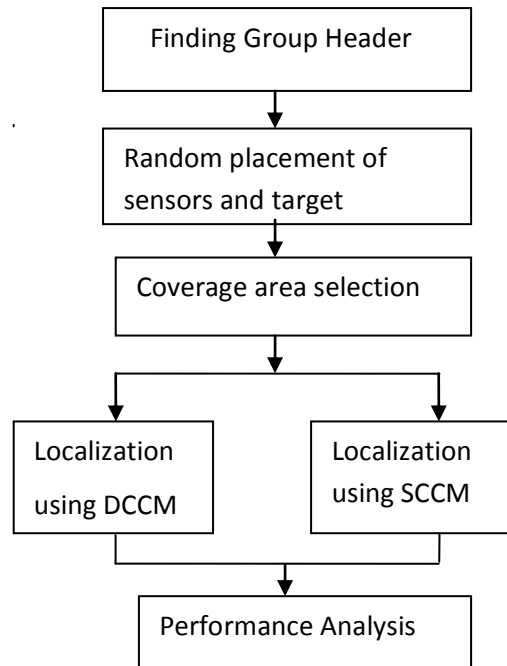 Finding Group Header
Random placement of
sensors and target
Coverage area selection
Localization
using DCCM
Localization
using SCCM
Performance Analysis